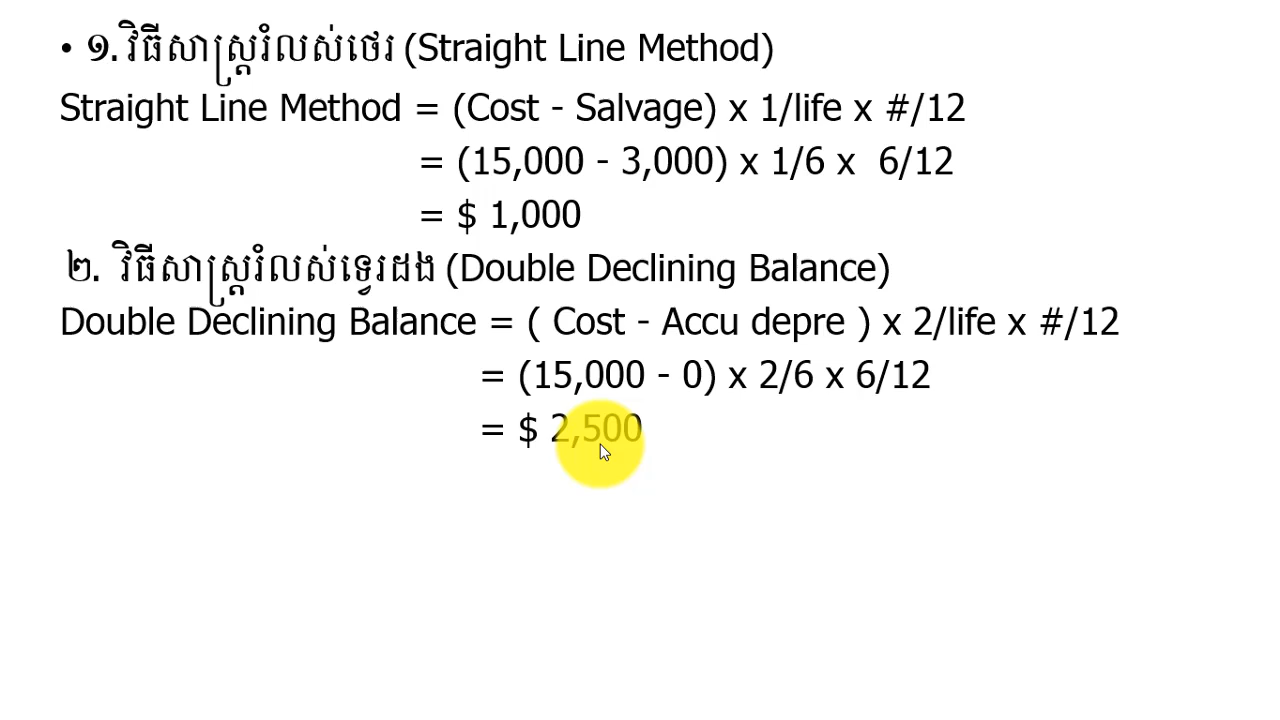 • ១. វិធីសាស្ត្ររំលស់ថេរ (Straight Line Method)
Straight Line Method = (Cost - Salvage) x 1/life x #/12
= (15,000 - 3,000) x 1/6 x 6/12
= $ 1,000
២. វិធីសាស្ត្ររំលស់ទ្វេរដង (Double Declining Balance)
Double Declining Balance = ( Cost - Accu depre ) x 2/life x #/12
= (15,000 - 0) x 2/6 x 6/12
= $ 2,500